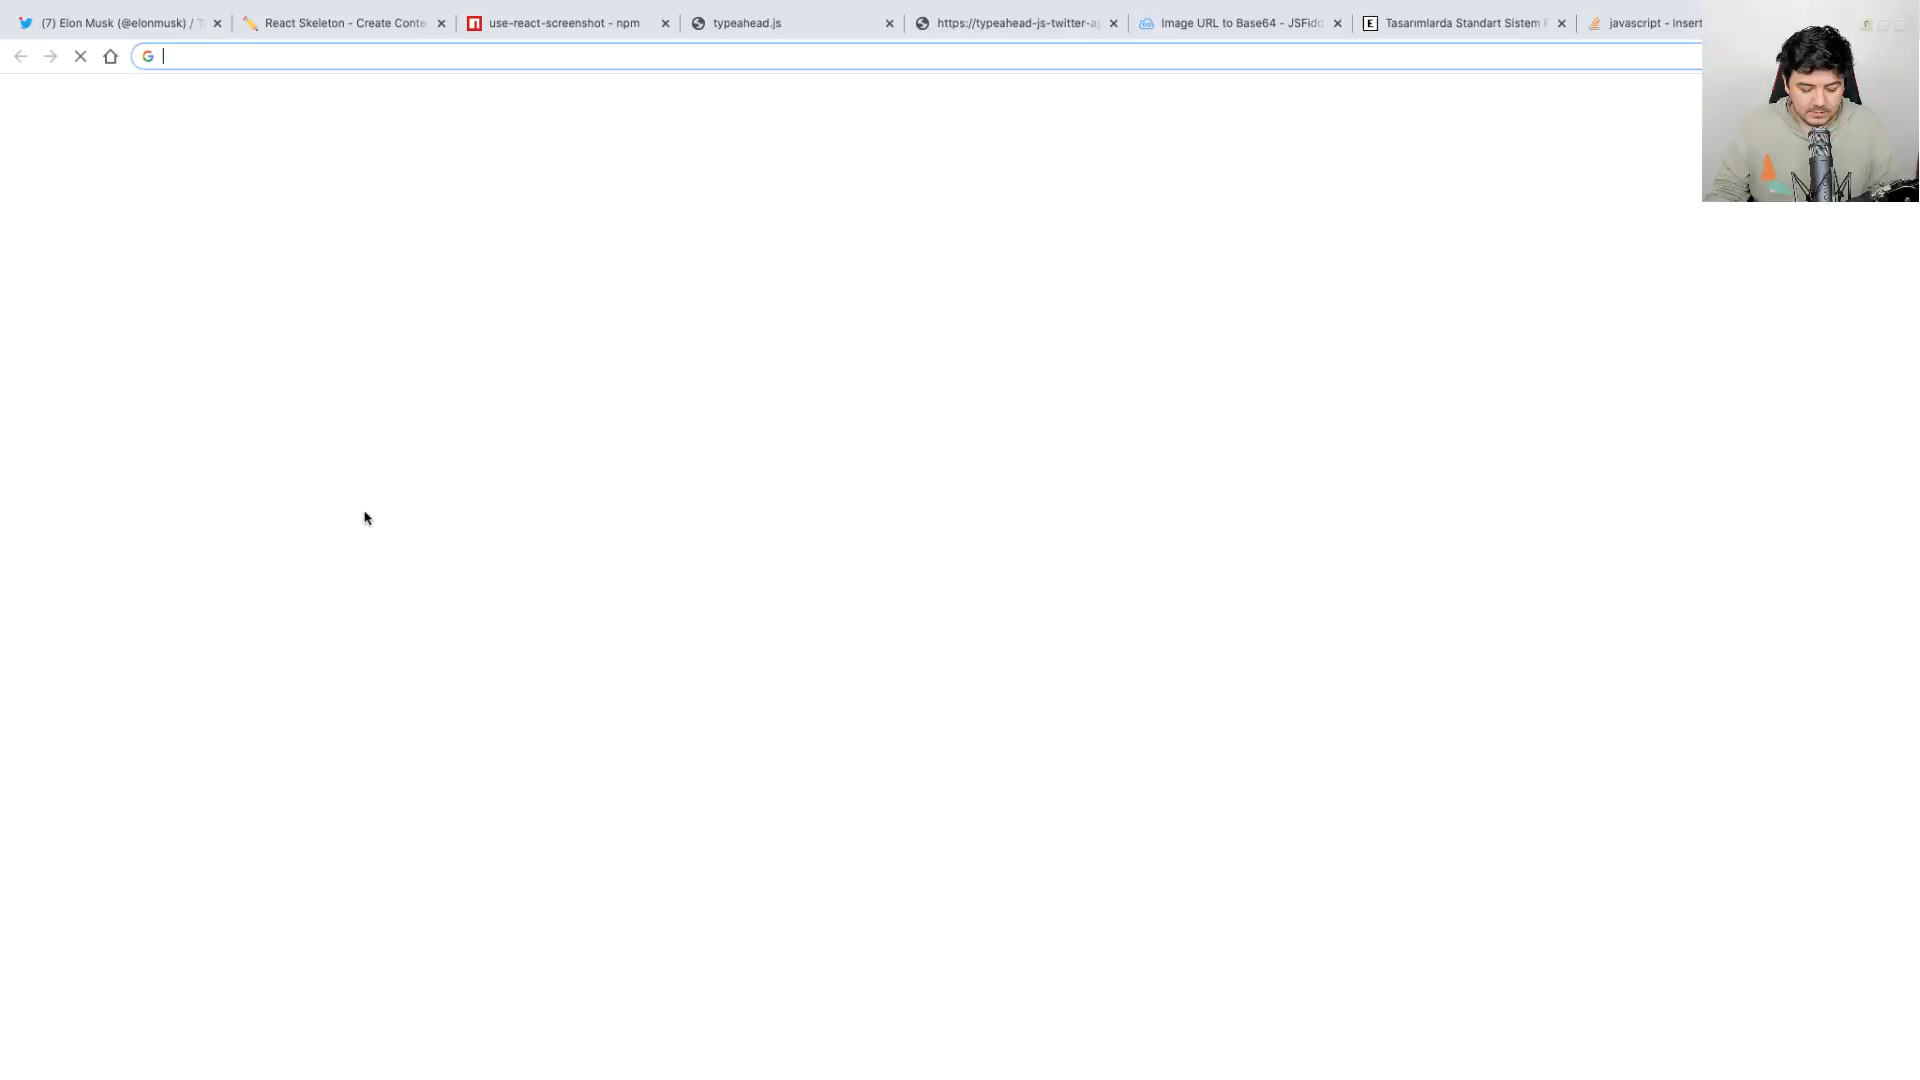 (7) Elon Musk (@elonmusk) / T
React Skeleton - Create Conte
use-react-screenshot - npm
typeahead.js
https://typeahead-js-twitter-a
Image URL to Base64 - JSFidd
Tasarımlarda Standart Sistem F
javascript - Insert